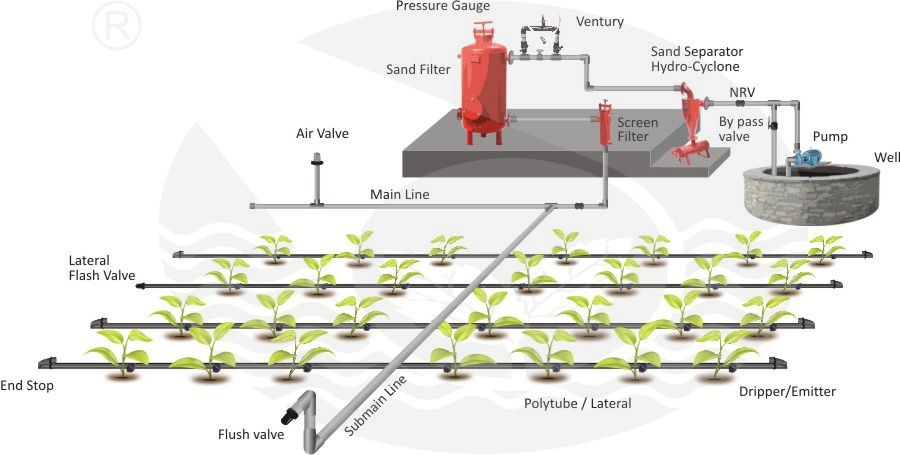 ®
Pressure Gauge
Ventury
Sand Filter
Sand Separator
Hydro-Cyclone
NRV
Screen
Filter
By pass
valve
Pump
Well
Air Valve
Main Line
Lateral
Flash Valve
End Stop
Dripper/Emitter
Polytube / Lateral
Submain Line
Flush valve